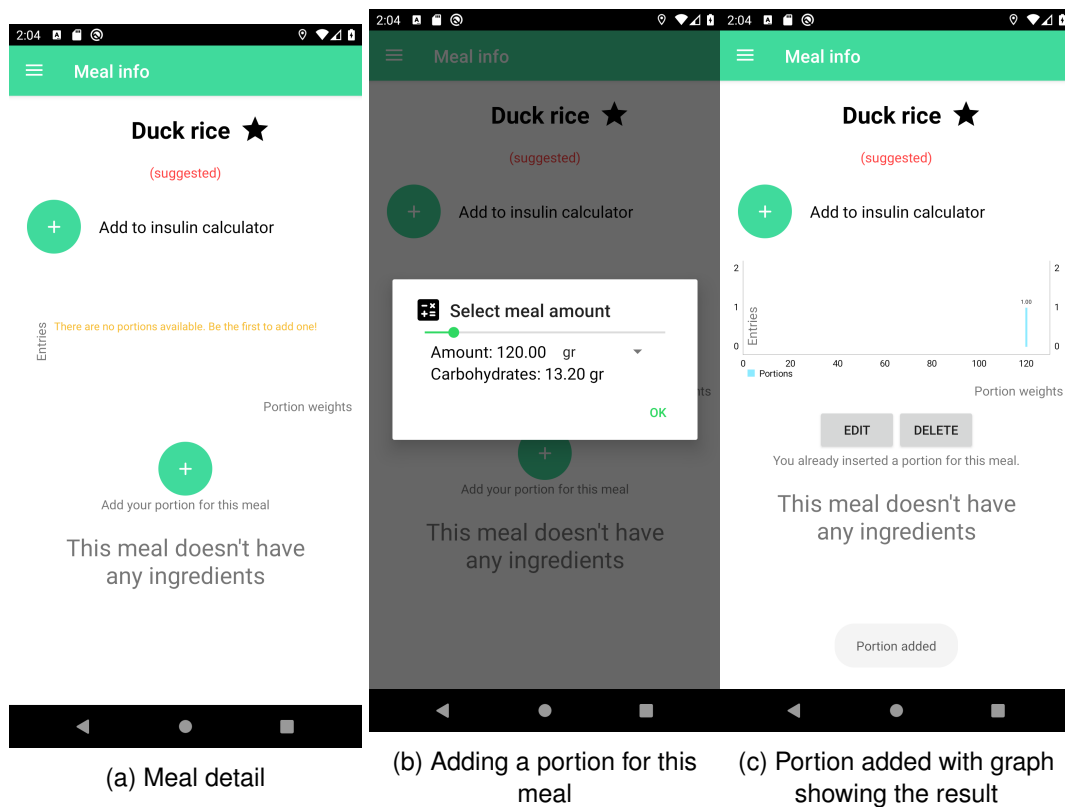 2:04
Meal info
Duck rice
(suggested)
+
Add to insulin calculator
There are no portions available. Be the first to add one!
Entries
Portion weights
+
Add your portion for this meal
This meal doesn't have
any ingredients
(a) Meal detail
2:04
Meal info
Duck rice
(suggested)
+
Add to insulin calculator
Select meal amount
Amount: 120.00 gr
Carbohydrates: 13.20 gr
OK
hts
+
Add your portion for this meal
This meal doesn't have
any ingredients
(b) Adding a portion for this
meal
2:04
Meal info
Duck rice
(suggested)
+
Add to insulin calculator
2 2
1.00
1 1
Entries
0 0
0 20 40 60 80 100 120
Portions
Portion weights
EDIT DELETE
You already inserted a portion for this meal.
This meal doesn't have
any ingredients
Portion added
(c) Portion added with graph
showing the result